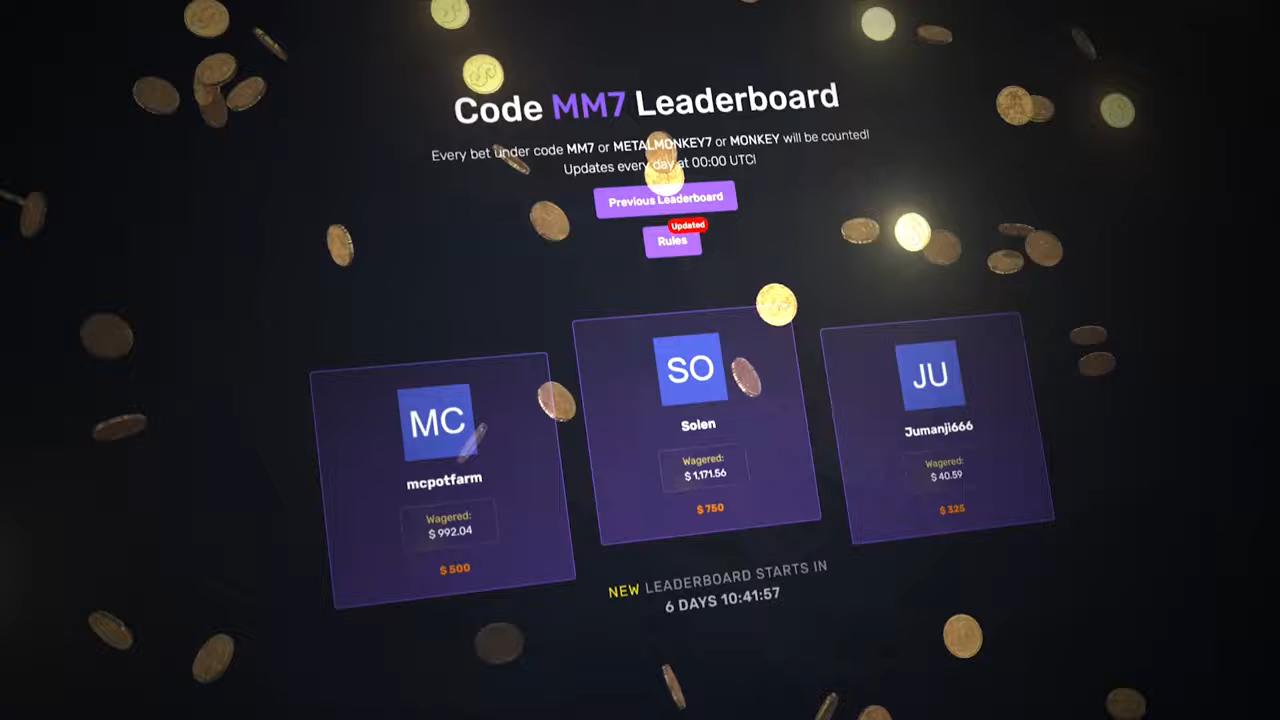 Code MM7 Leaderboard
Every bet under code MM7 or METALMONKEY7 or MONKEY will be counted!
Updates every day at 00:00 UTC!
Previous Leaderboard
Updated
Rules
MC
mcpotfarm
Wagered:
$ 992.04
$ 500
SO
Solen
Wagered:
$ 1,171.56
$ 750
JU
Jumanji666
Wagered:
$ 40.59
$ 325
NEW LEADERBOARD STARTS IN
6 DAYS 10:41:57